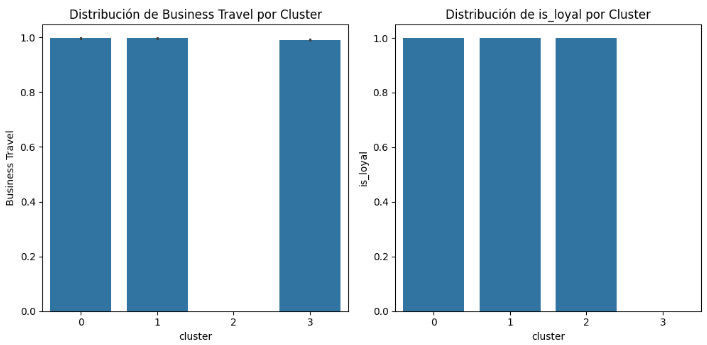 Distribución de Business Travel por Cluster
1.0
0.8
0.6
0.4
0.2
0.0
Business Travel
0 1 2 3
cluster
Distribución de is_loyal por Cluster
1.0
0.8
0.6
0.4
0.2
0.0
is_loyal
0 1 2 3
cluster